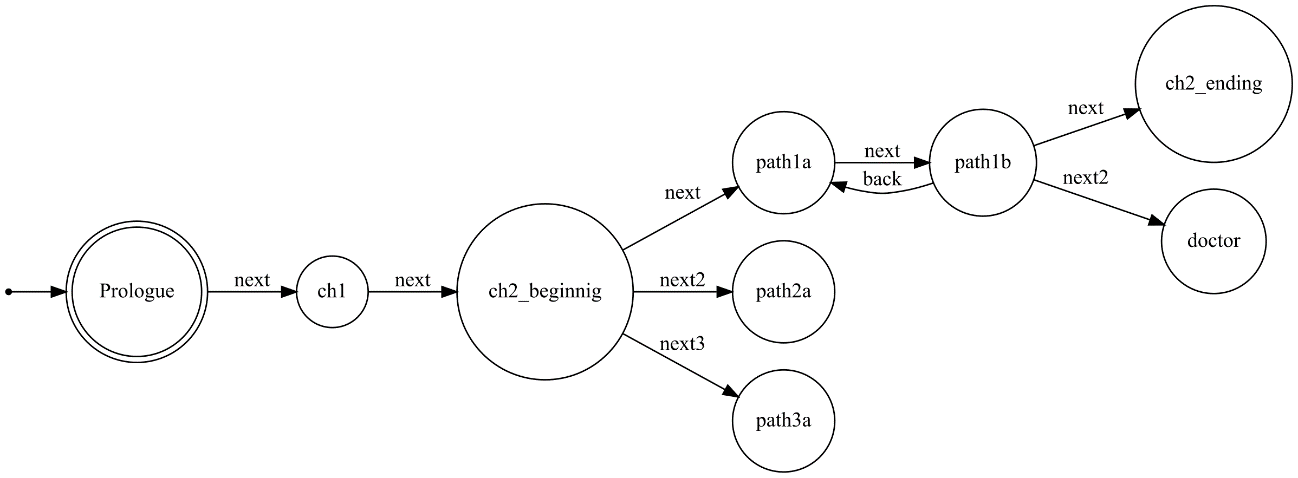 Prologue
next
ch1
next
ch2_beginnig
next
next2
next3
path1a
path2a
path3a
next
back
path1b
next
next2
ch2_ending
doctor